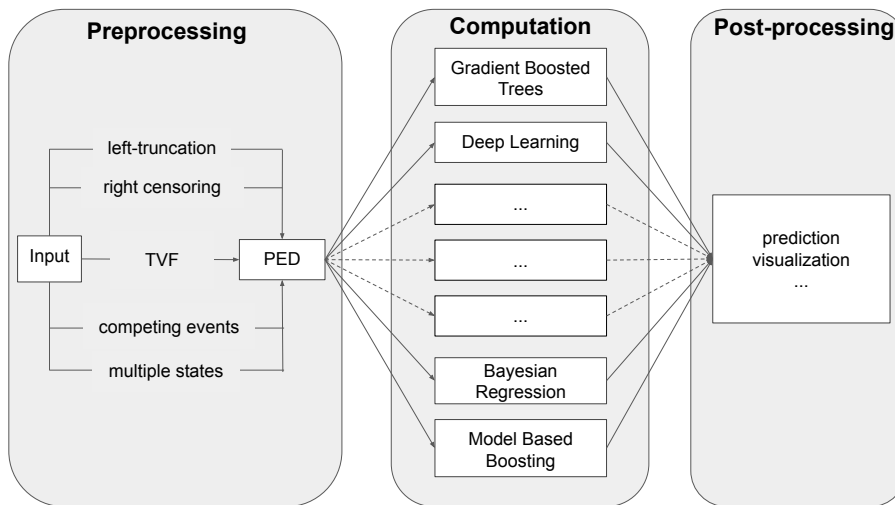 Preprocessing
left-truncation
right censoring
Input
TVF
PED
competing events
multiple states
Computation
Gradient Boosted
Trees
Deep Learning
...
...
...
Bayesian
Regression
Model Based
Boosting
Post-processing
prediction
visualization
...